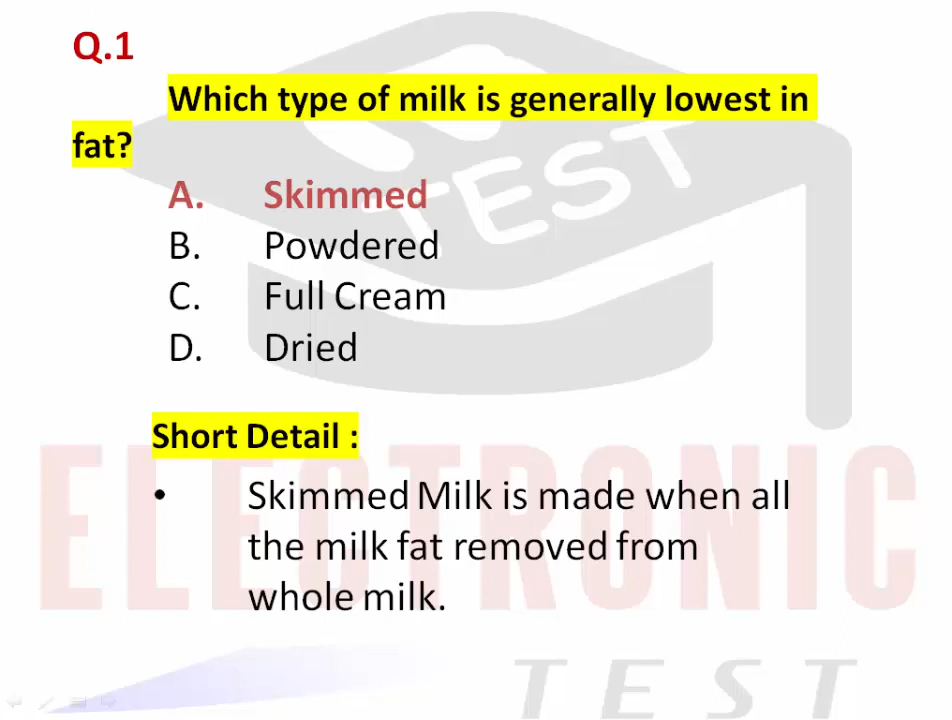 Q.1
Which type of milk is generally lowest in
fat?
A. Skimmed
B. Powdered
C. Full Cream
D. Dried
Short Detail :
• Skimmed Milk is made when all
the milk fat removed from
whole milk.
TEST
ELECTRONIC
TEST